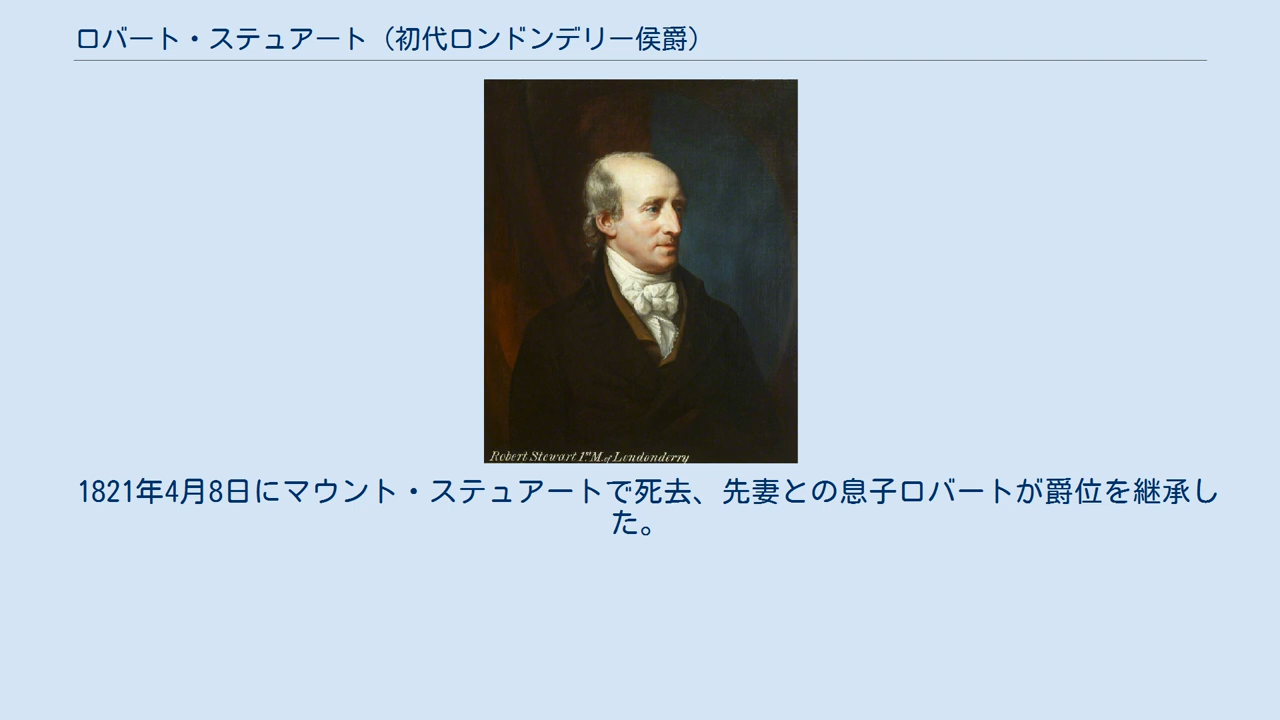 ロバート・ステュアート（初代ロンドンデリー侯爵）
Robert Stewart 1st M. of Londonderry
1821年4月8日にマウント・ステュアートで死去、先妻との息子ロバートが爵位を継承し
た。